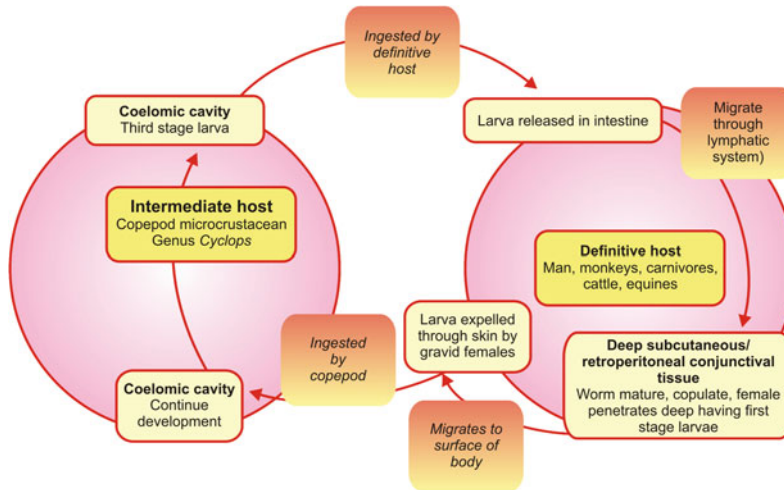 Ingested by
definitive
host
Coelomic cavity
Third stage larva
Larva released in intestine
Migrate
through
lymphatic
system)
Intermediate host
Copepod microcrustacean
Genus Cyclops
Definitive host
Man, monkeys, carnivores,
cattle, equines
Larva expelled
through skin by
gravid females
Ingested
by
copepod
Deep subcutaneous/
retroperitoneal conjunctival
tissue
Worm mature, copulate, female
penetrates deep having first
stage larvae
Coelomic cavity
Continue
development
Migrates to
surface of
body